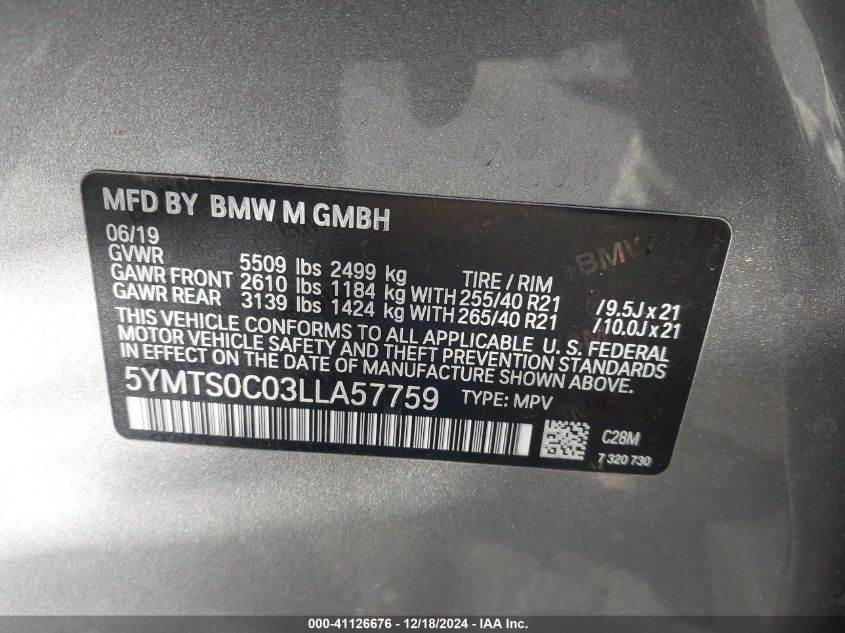 MFD BY BMW M GMBH
06/19
GVWR 5509 lbs 2499 kg TIRE / RIM
GAWR FRONT 2610 lbs 1184 kg WITH 255/40 R21 /9.5J x 21
GAWR REAR 3139 lbs 1424 kg WITH 265/40 R21 /10.0J x 21
THIS VEHICLE CONFORMS TO ALL APPLICABLE U. S. FEDERAL
MOTOR VEHICLE SAFETY AND THEFT PREVENTION STANDARDS
IN EFFECT ON THE DATE OF MANUFACTURE SHOWN ABOVE.
5YMTS0C03LLA57759 TYPE: MPV
C28M
7 320 730
BMW
000-41126676 - 12/18/2024 - IAA Inc.